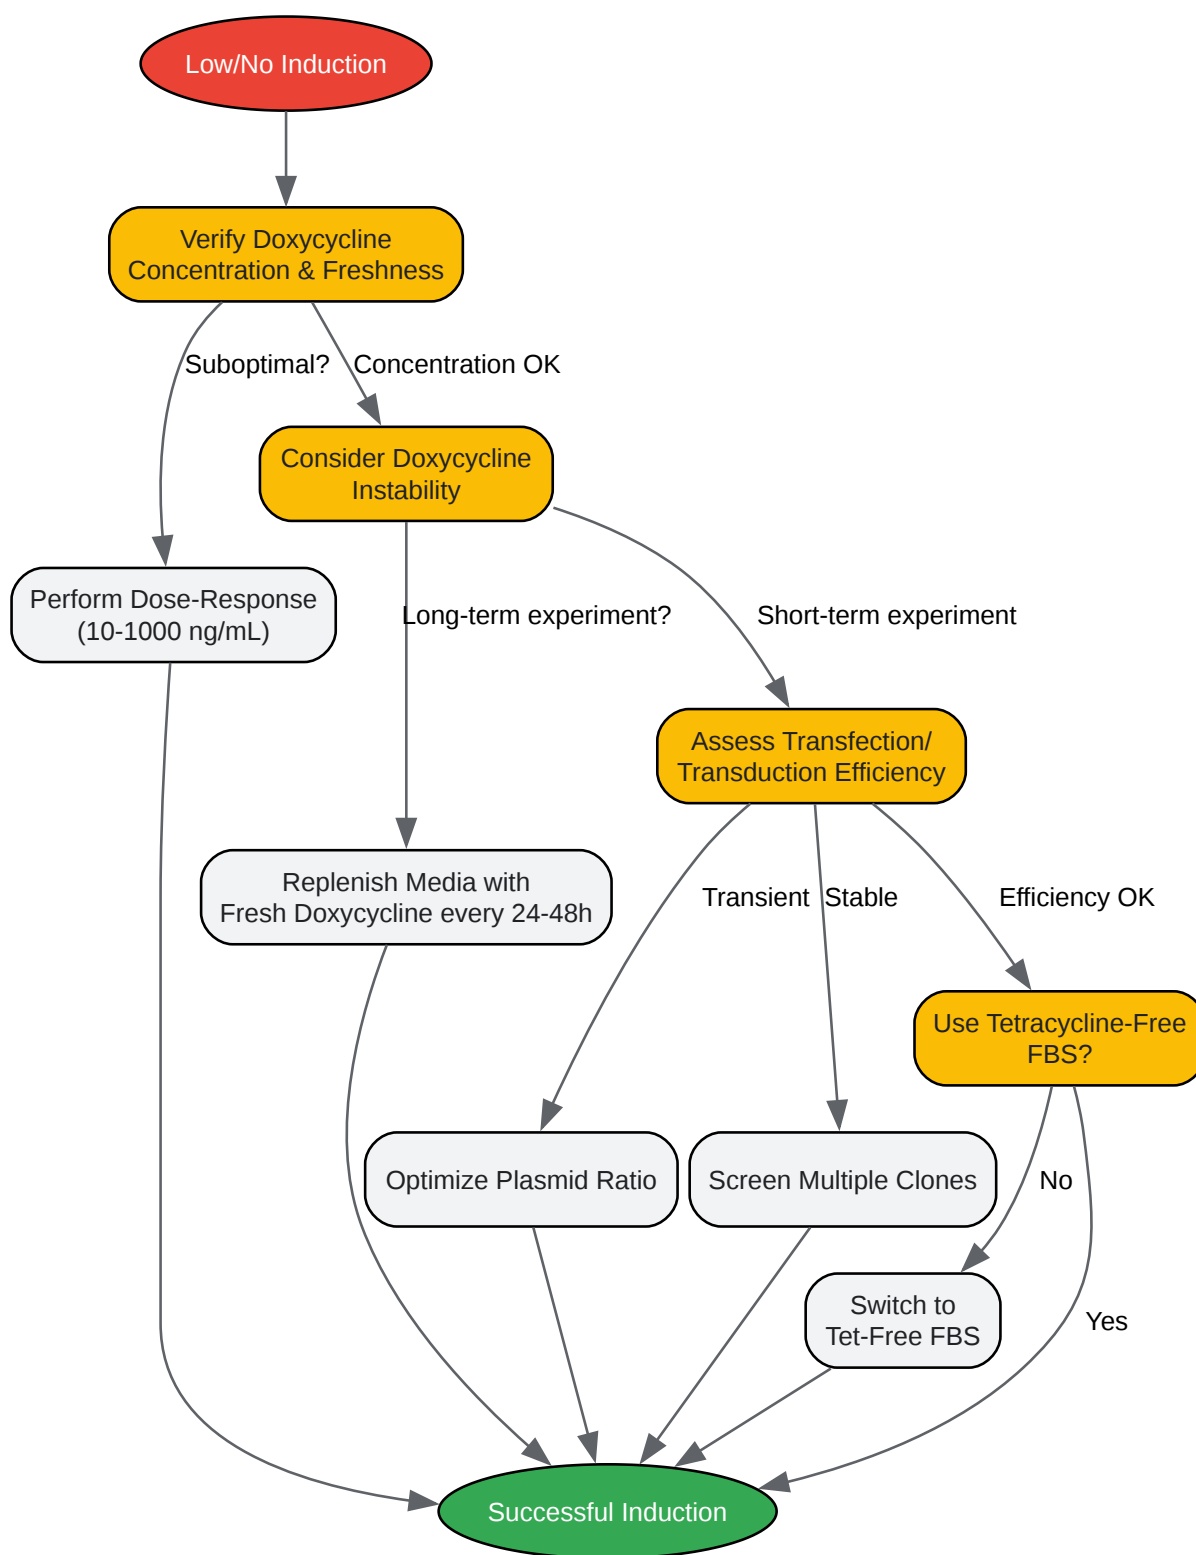 Low/No Induction
Verify Doxycycline
Concentration & Freshness
Suboptimal?
Concentration OK
Consider Doxycycline
Instability
Perform Dose-Response
(10-1000 ng/mL)
Long-term experiment?
Short-term experiment
Assess Transfection/
Transduction Efficiency
Replenish Media with
Fresh Doxycycline every 24-48h
Transient
Stable
Efficiency OK
Use Tetracycline-Free
FBS?
Optimize Plasmid Ratio
Screen Multiple Clones
No
Switch to
Tet-Free FBS
Yes
Successful Induction